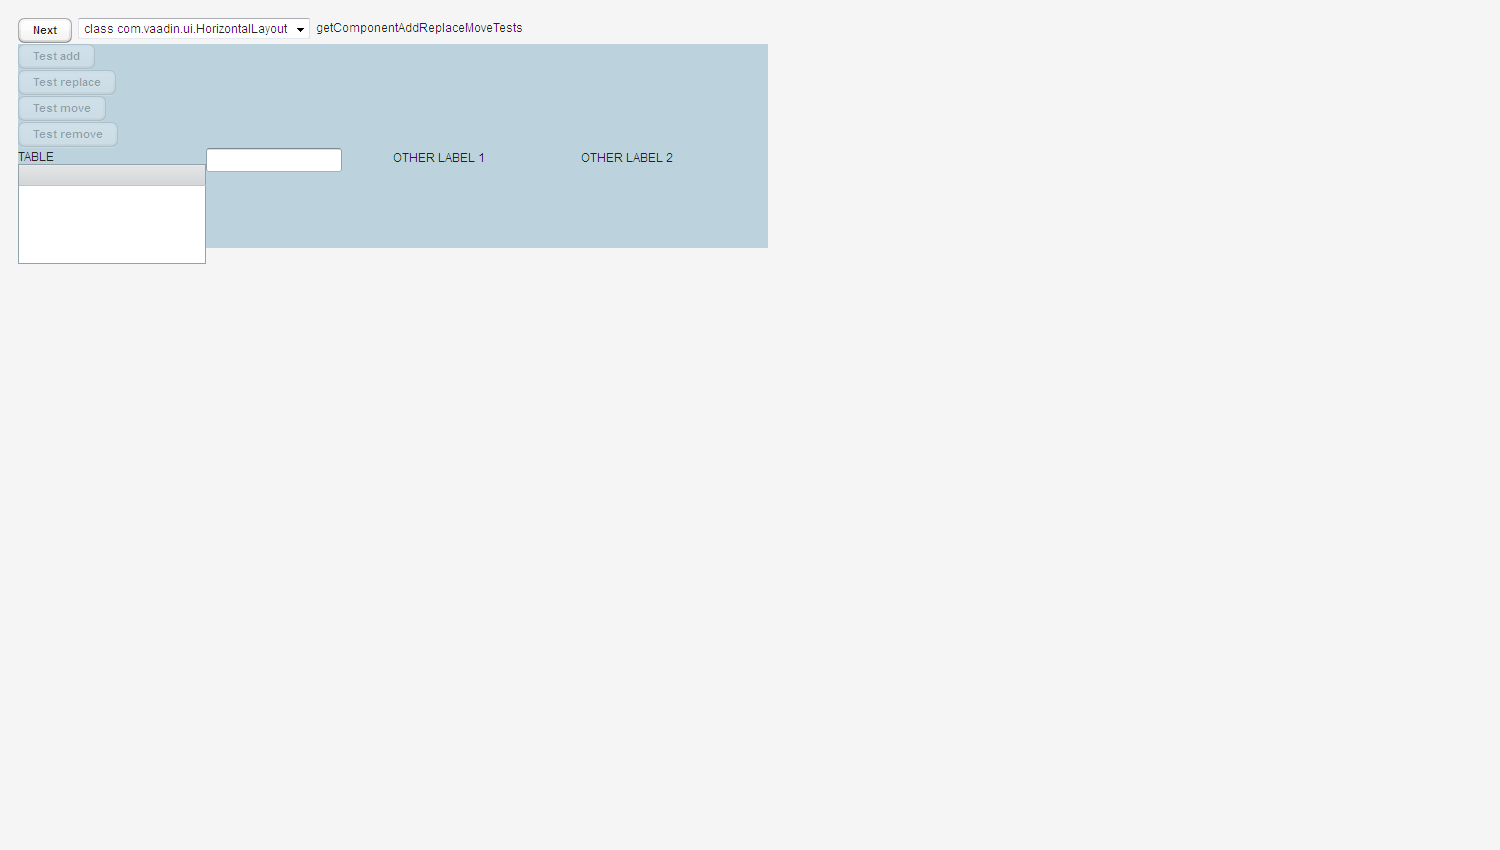 Next class com.vaadin.ui.HorizontalLayout getComponentAddReplaceMoveTests
Test add
Test replace
Test move
Test remove
TABLE OTHER LABEL 1 OTHER LABEL 2